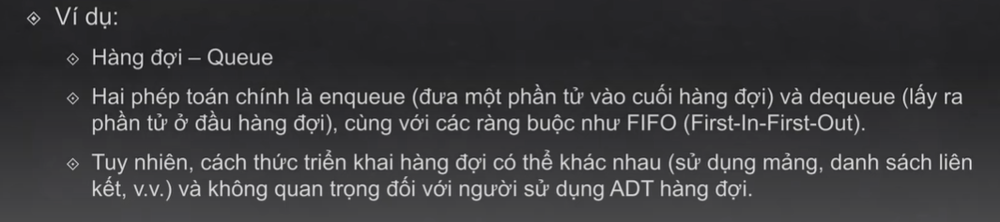 Ví dụ:
Hàng đợi – Queue
Hai phép toán chính là enqueue (đưa một phần tử vào cuối hàng đợi) và dequeue (lấy ra
phần tử ở đầu hàng đợi), cùng với các ràng buộc như FIFO (First-In-First-Out).
Tuy nhiên, cách thức triển khai hàng đợi có thể khác nhau (sử dụng mảng, danh sách liên
kết, v.v.) và không quan trọng đối với người sử dụng ADT hàng đợi.